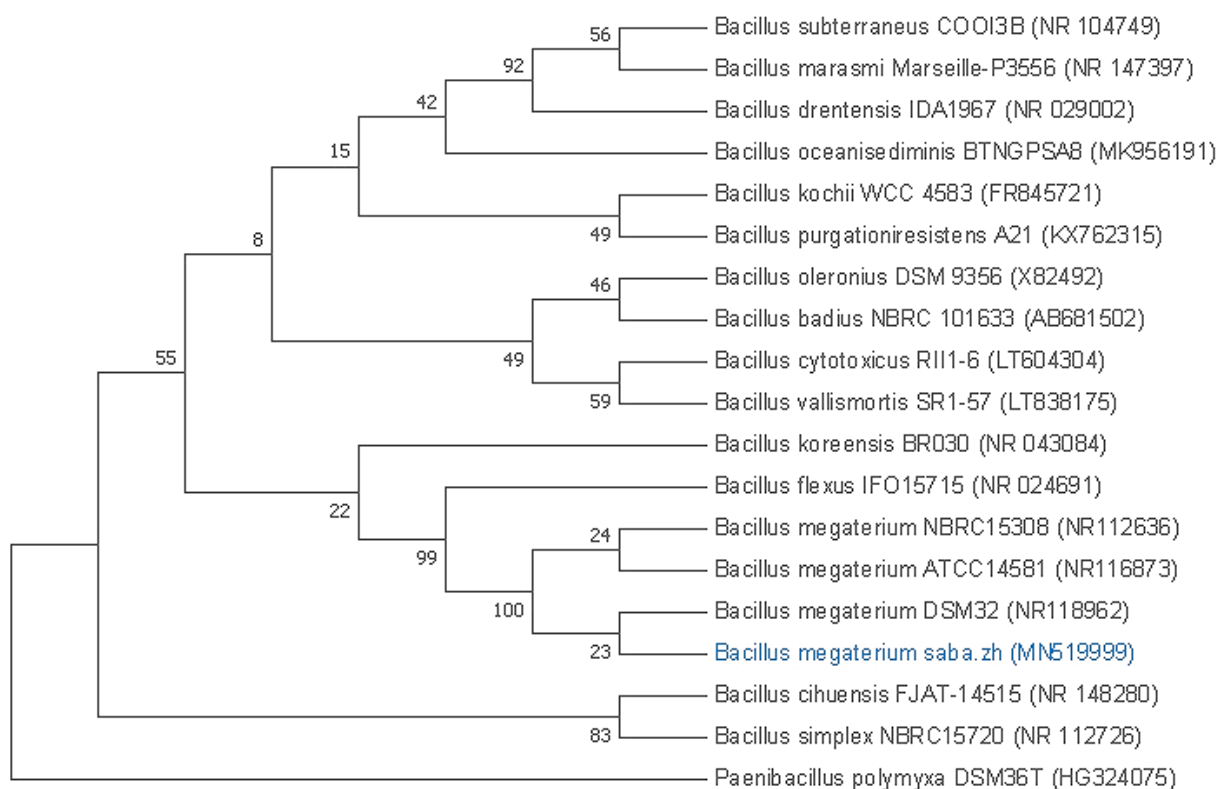 Bacillus subterraneus COOI3B (NR 104749)
56
Bacillus marasmi Marseille-P3556 (NR 147397)
92
Bacillus drentensis IDA1967 (NR 029002)
42
Bacillus oceanisediminis BTNGPSA8 (MK956191)
15
Bacillus kochii WCC 4583 (FR845721)
49
Bacillus purgationiresistens A21 (KX762315)
8
Bacillus oleronius DSM 9356 (X82492)
46
Bacillus badius NBRC 101633 (AB681502)
49
Bacillus cytotoxicus RII1-6 (LT604304)
55
Bacillus vallismortis SR1-57 (LT838175)
59
Bacillus koreensis BR030 (NR 043084)
22
Bacillus flexus IFO15715 (NR 024691)
99
Bacillus megaterium NBRC15308 (NR112636)
24
Bacillus megaterium ATCC14581 (NR116873)
100
Bacillus megaterium DSM32 (NR118962)
23
Bacillus megaterium saba.zh (MN519999)
Bacillus cihuensis FJAT-14515 (NR 148280)
83
Bacillus simplex NBRC15720 (NR 112726)
Paenibacillus polymyxa DSM36T (HG324075)